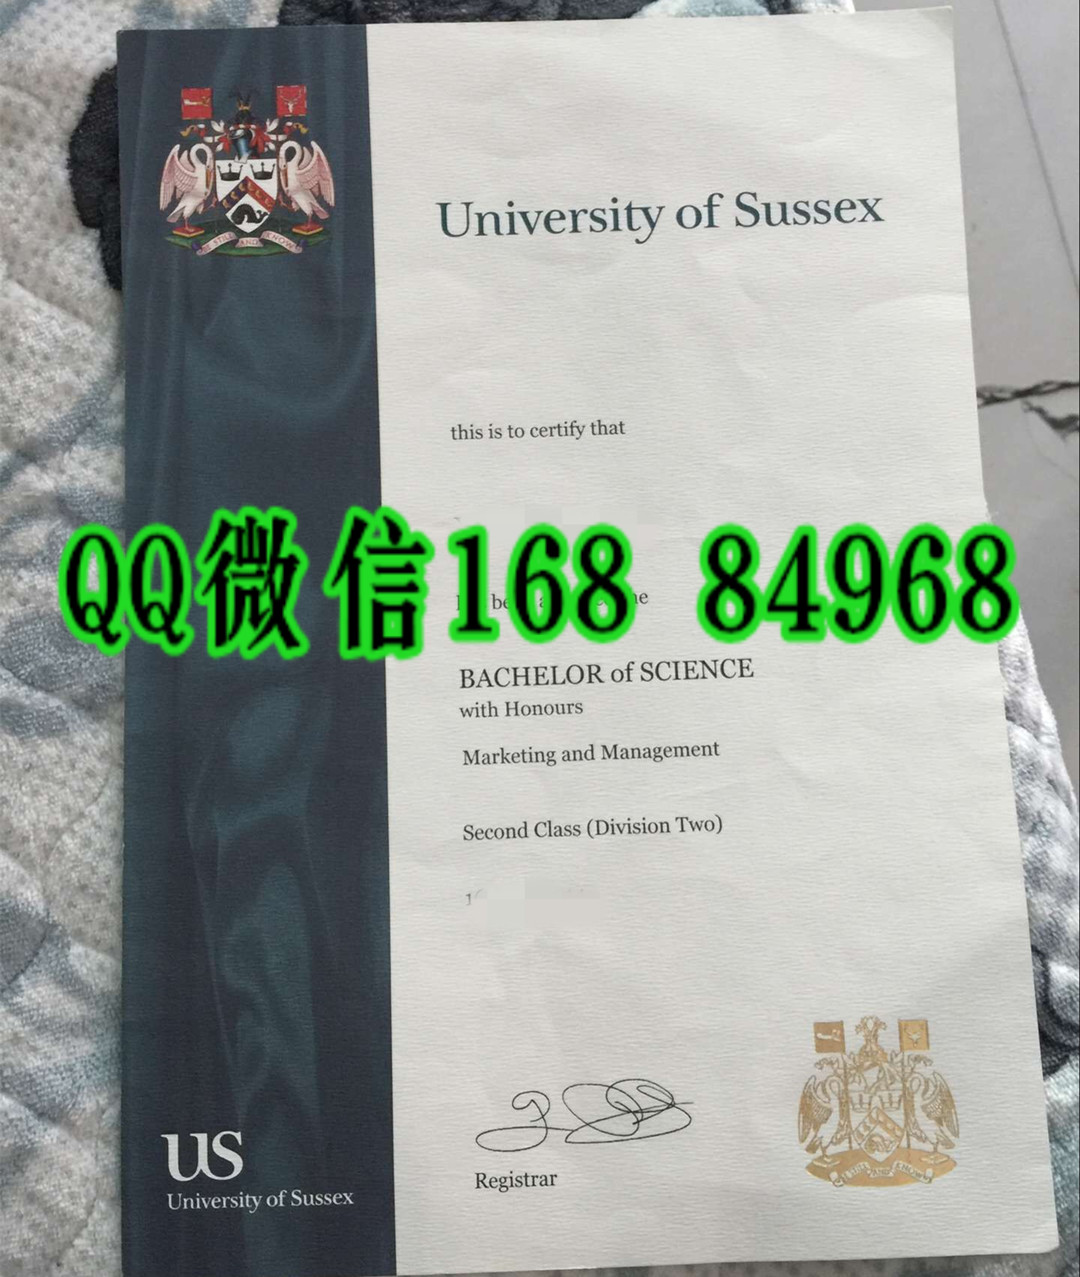 University of Sussex
this is to certify that
QQ微信168 84968
BACHELOR of SCIENCE
with Honours
Marketing and Management
Second Class (Division Two)
Registrar
US
University of Sussex